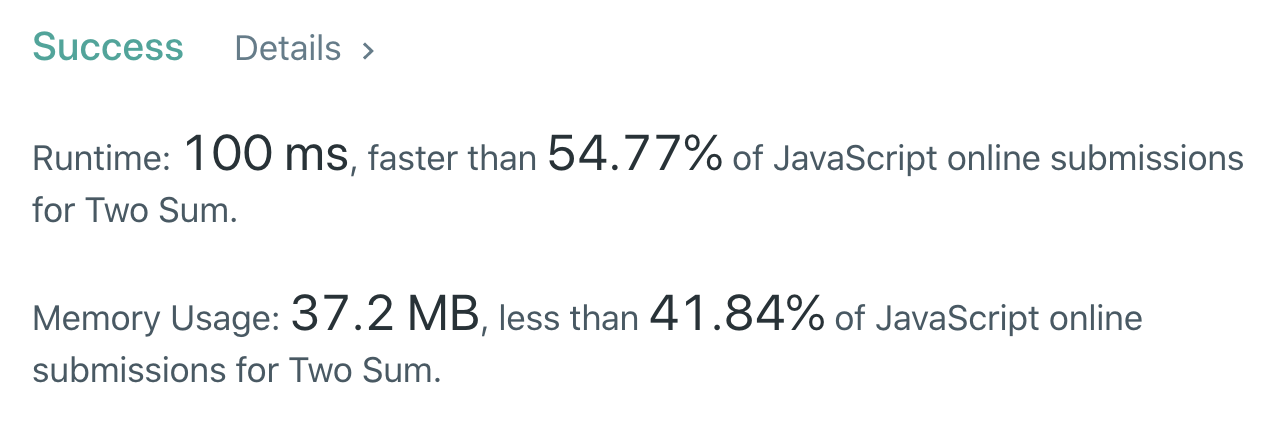 Success Details >
Runtime: 100 ms, faster than 54.77% of JavaScript online submissions
for Two Sum.
Memory Usage: 37.2 MB, less than 41.84% of JavaScript online
submissions for Two Sum.